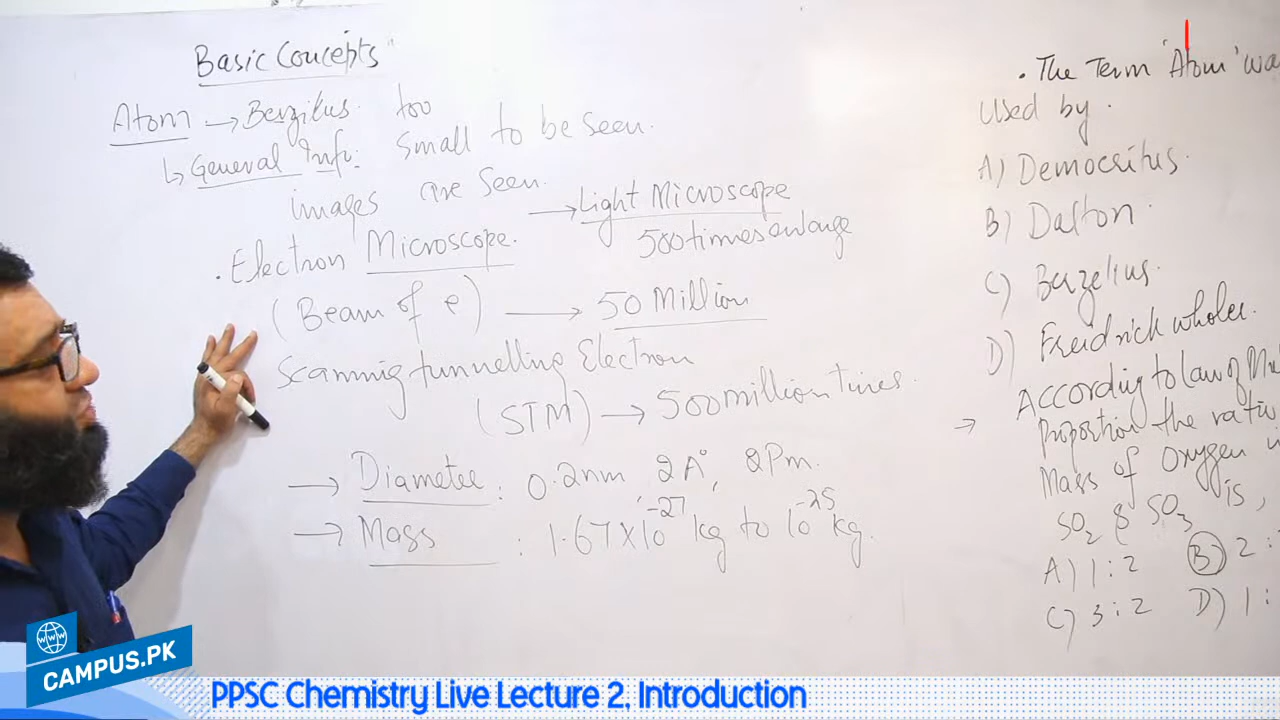 Basic Concepts"
Atom → Berzilus. too
↳ General Info: Small to be seen.
images are seen.
→ Light Microscope
500 times enlarge
. Electron Microscope.
(Beam of e) → 50 Million
Scanning tunnelling Electron
(STM) → 500 million times.
→ Diameter : 0.2nm, 2A°, 2Pm.
→ Mass : 1.67x10⁻²⁷ kg to 10⁻²⁵ kg.
• The Term "Atom" wa
Used by .
A) Democritus.
B) Dalton.
C) Berzelius.
D) Freidrick wholer.
→ According to law of Mul
Proportion the ratio
Mass of Oxygen i
SO₂ & SO₃ is,
A) 1:2 B) 2:
C) 3:2 D) 1:
www
CAMPUS.PK
PPSC Chemistry Live Lecture 2, Introduction